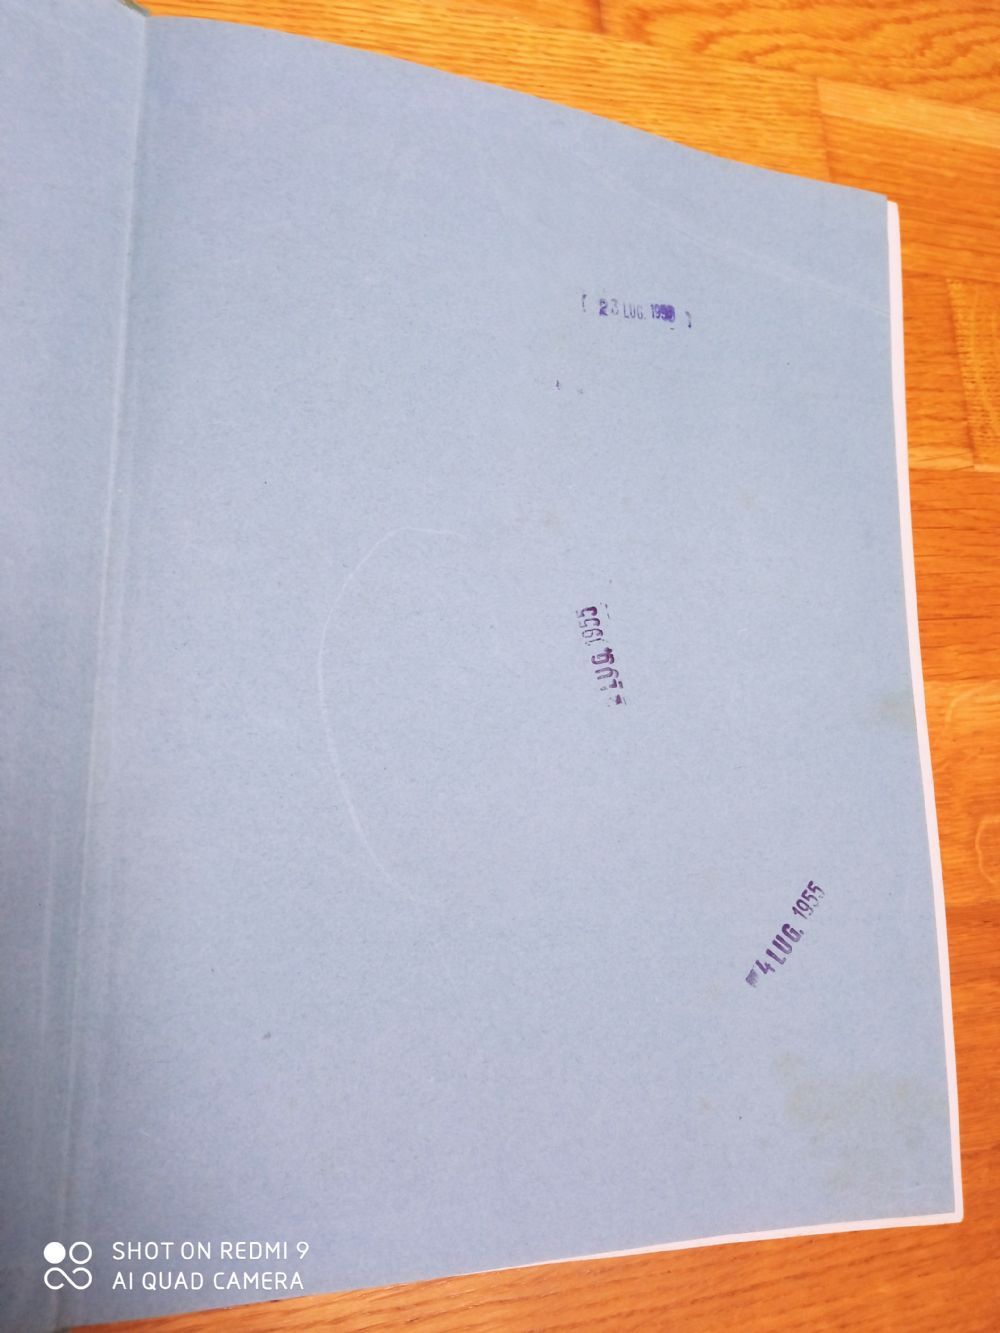 LUG.
LUG. 1955
4 LUG. 1955
SHOT ON REDMI 9
AI QUAD CAMERA